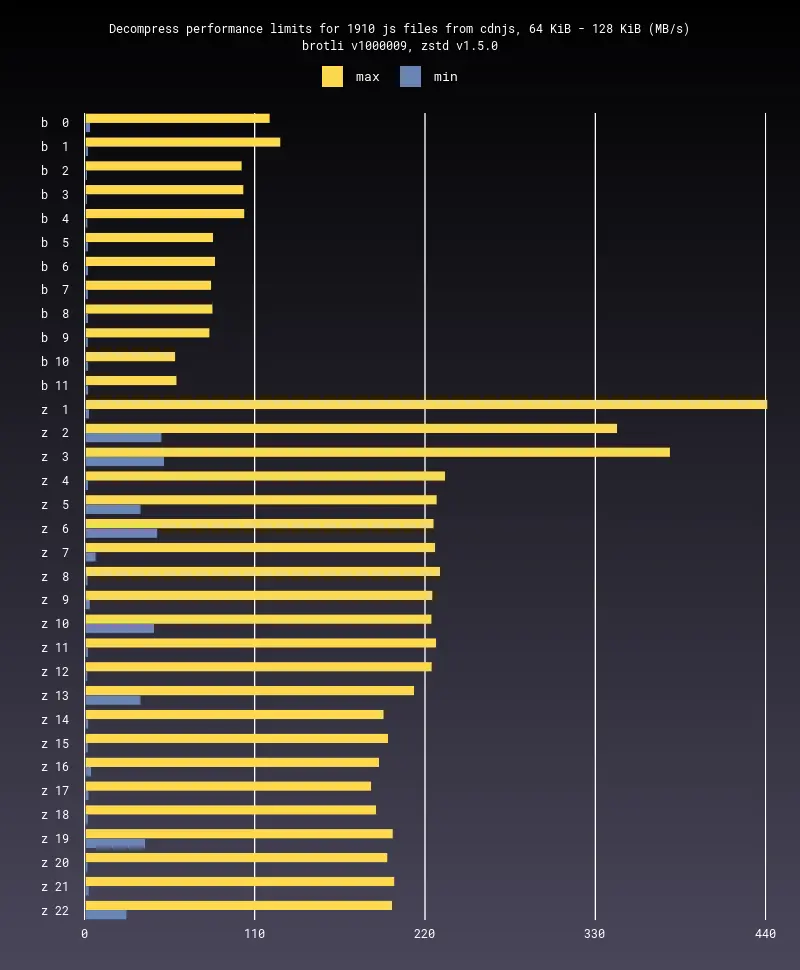 Decompress performance limits for 1910 js files from cdnjs, 64 KiB - 128 KiB (MB/s)
brotli v1000009, zstd v1.5.0
max min
b 0
b 1
b 2
b 3
b 4
b 5
b 6
b 7
b 8
b 9
b 10
b 11
z 1
z 2
z 3
z 4
z 5
z 6
z 7
z 8
z 9
z 10
z 11
z 12
z 13
z 14
z 15
z 16
z 17
z 18
z 19
z 20
z 21
z 22
0 110 220 330 440